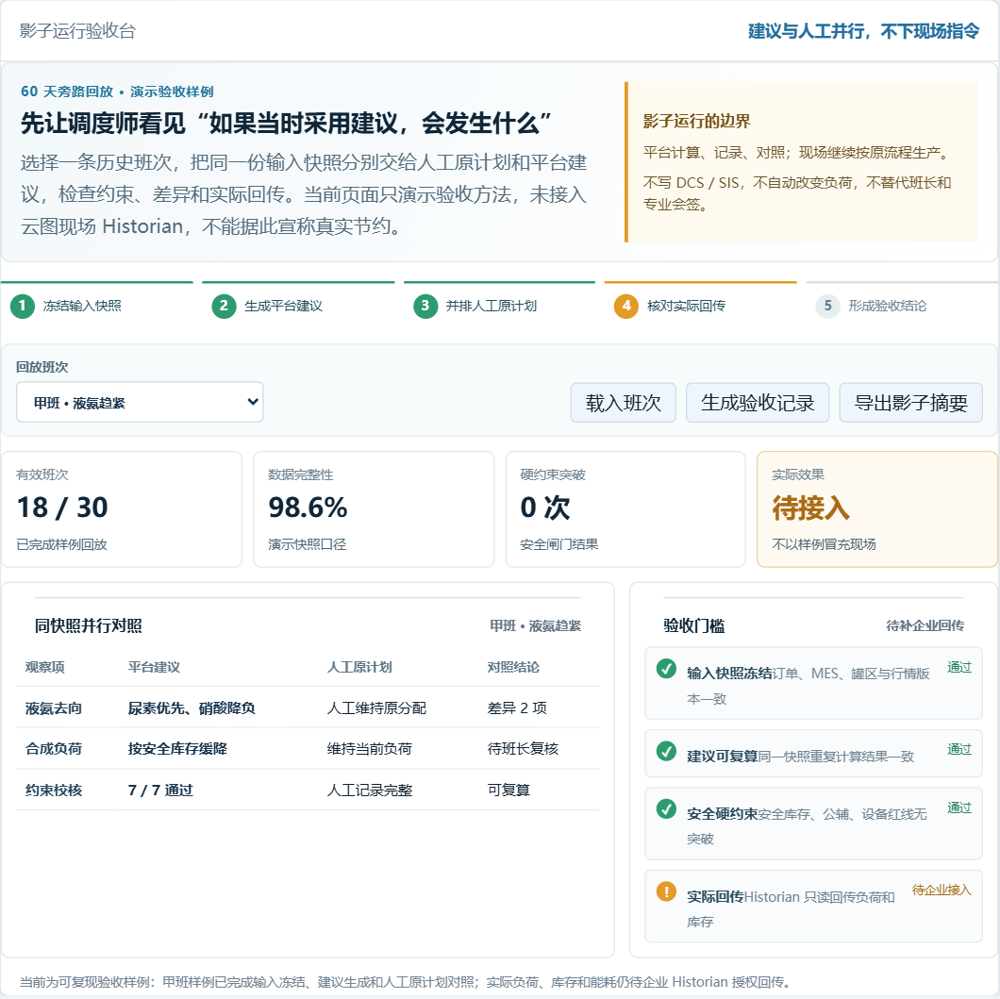 影子运行验收台
建议与人工并行，不下现场指令
60 天旁路回放 • 演示验收样例
先让调度师看见“如果当时采用建议，会发生什么”
选择一条历史班次，把同一份输入快照分别交给人工原计划和平台建
议，检查约束、差异和实际回传。当前页面只演示验收方法，未接入
云图现场 Historian，不能据此宣称真实节约。
影子运行的边界
平台计算、记录、对照；现场继续按原流程生产。
不写 DCS / SIS，不自动改变负荷，不替代班长和
专业会签。
1 冻结输入快照
2 生成平台建议
3 并排人工原计划
4 核对实际回传
5 形成验收结论
回放班次
甲班 • 液氨趋紧
载入班次
生成验收记录
导出影子摘要
有效班次
18 / 30
已完成样例回放
数据完整性
98.6%
演示快照口径
硬约束突破
0 次
安全闸门结果
实际效果
待接入
不以样例冒充现场
同快照并行对照
甲班 • 液氨趋紧
观察项 平台建议 人工原计划 对照结论
液氨去向 尿素优先、硝酸降负 人工维持原分配 差异 2 项
合成负荷 按安全库存缓降 维持当前负荷 待班长复核
约束校核 7 / 7 通过 人工记录完整 可复算
验收门槛
待补企业回传
输入快照冻结订单、MES、罐区与行情版 通过
本一致
建议可复算同一快照重复计算结果一致 通过
安全硬约束安全库存、公辅、设备红线无 通过
突破
实际回传Historian 只读回传负荷和 待企业接入
库存
当前为可复现验收样例：甲班样例已完成输入冻结、建议生成和人工原计划对照；实际负荷、库存和能耗仍待企业 Historian 授权回传。